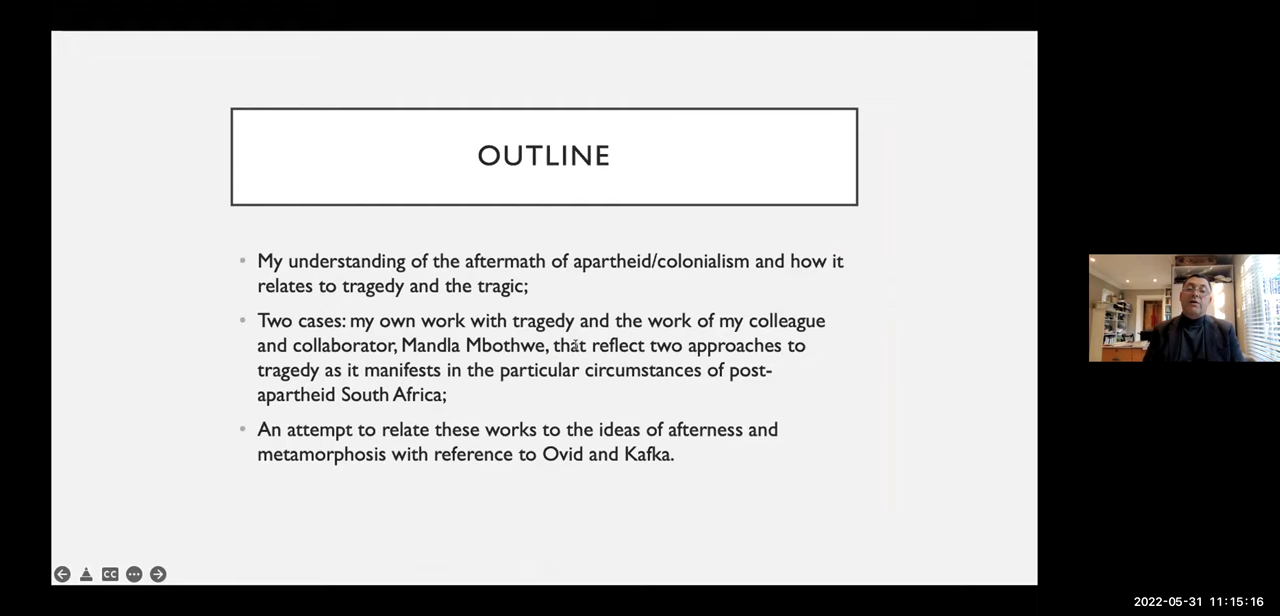 OUTLINE
• My understanding of the aftermath of apartheid/colonialism and how it
relates to tragedy and the tragic;
• Two cases: my own work with tragedy and the work of my colleague
and collaborator, Mandla Mbothwe, that reflect two approaches to
tragedy as it manifests in the particular circumstances of post-
apartheid South Africa;
• An attempt to relate these works to the ideas of afterness and
metamorphosis with reference to Ovid and Kafka.
CC
2022-05-31 11:15:16